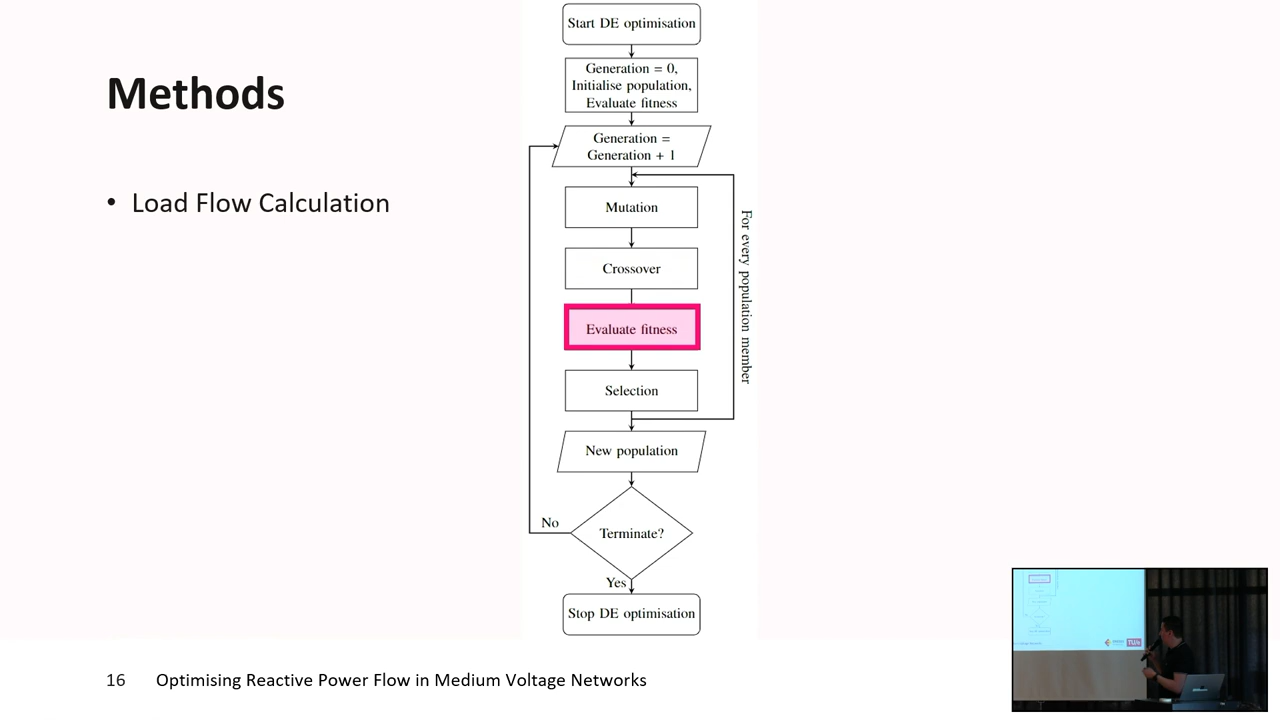 Methods
• Load Flow Calculation
Start DE optimisation
Generation = 0,
Initialise population,
Evaluate fitness
Generation =
Generation + 1
Mutation
Crossover
Evaluate fitness
Selection
For every population member
New population
Terminate?
No
Yes
Stop DE optimisation
16 Optimising Reactive Power Flow in Medium Voltage Networks